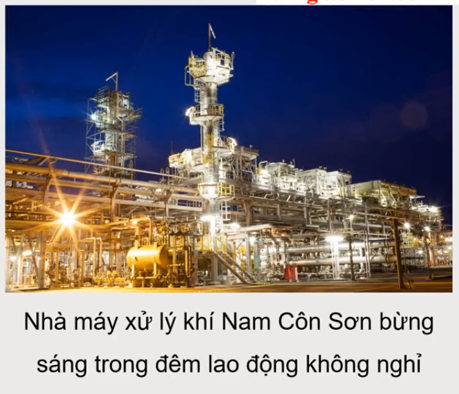 Nhà máy xử lý khí Nam Côn Sơn bừng
sáng trong đêm lao động không nghỉ